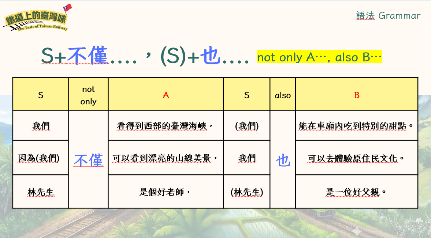 鐵道上的臺灣味
語法 Grammar
S+不僅....,(S)+也.... not only A…, also B…
S not only A S also B
我們 看得到西部的臺灣海峽, (我們) 能在車廂內吃到特別的甜點。
因為(我們) 不僅 可以看到漂亮的山線美景, 我們 也 可以去體驗原住民文化。
林先生 是個好老師, (林先生) 是一位好父親。